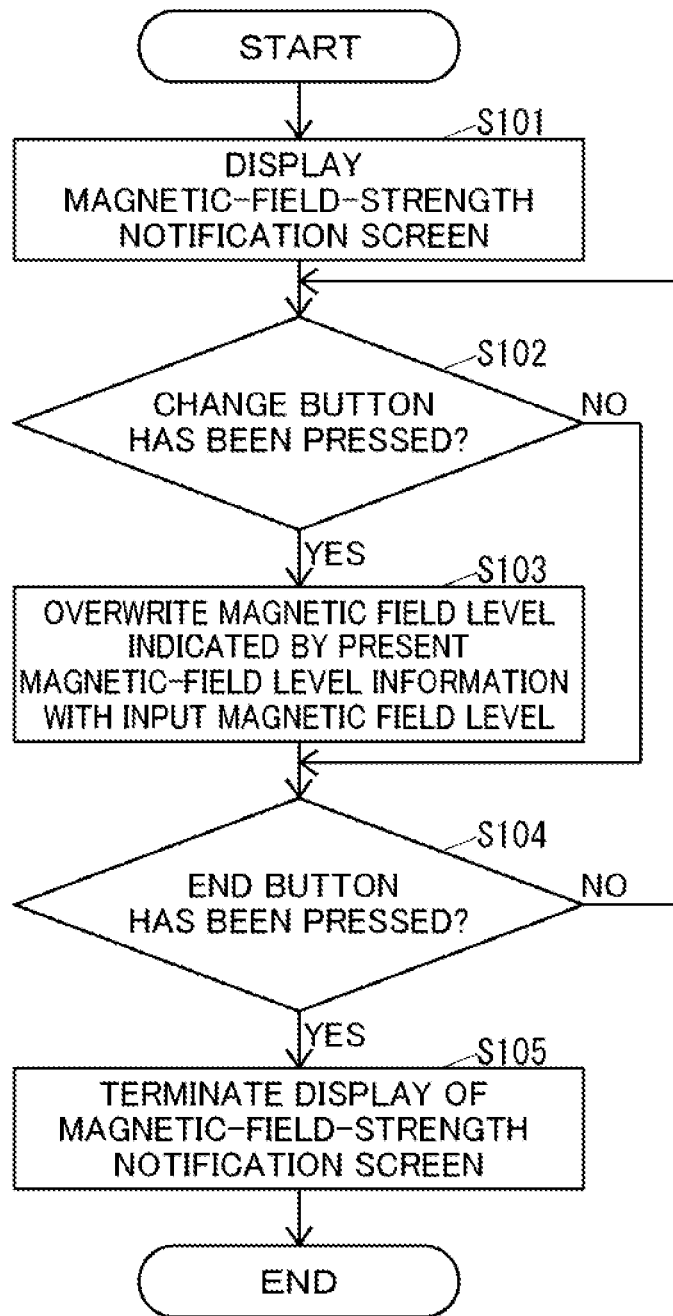 START
S101
DISPLAY
MAGNETIC-FIELD-STRENGTH
NOTIFICATION SCREEN
S102
CHANGE BUTTON
HAS BEEN PRESSED?
NO
YES
S103
OVERWRITE MAGNETIC FIELD LEVEL
INDICATED BY PRESENT
MAGNETIC-FIELD LEVEL INFORMATION
WITH INPUT MAGNETIC FIELD LEVEL
S104
END BUTTON
HAS BEEN PRESSED?
NO
YES
S105
TERMINATE DISPLAY OF
MAGNETIC-FIELD-STRENGTH
NOTIFICATION SCREEN
END